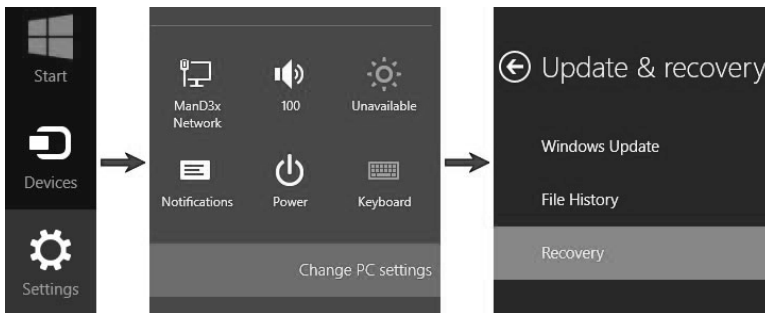 Start
Devices
Settings
ManD3x
Network
100
Unavailable
Notifications
Power
Keyboard
Change PC settings
Update & recovery
Windows Update
File History
Recovery